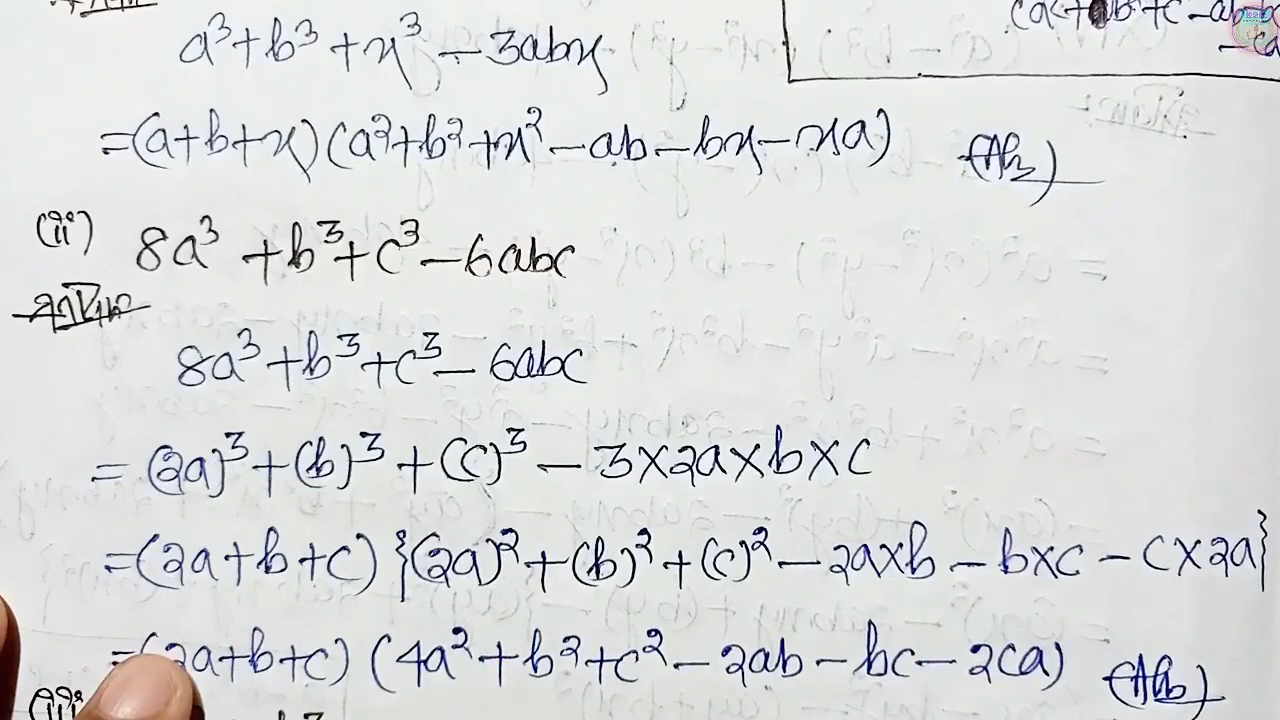 a³+b³+x³-3abx
=(a+b+x)(a²+b²+x²-ab-bx-xa) (Ans)
(ii) 8a³+b³+c³-6abc
8a³+b³+c³-6abc
=(2a)³+(b)³+(c)³-3×2a×b×c
=(2a+b+c){(2a)²+(b)²+(c)²-2a×b-b×c-c×2a}
=(2a+b+c)(4a²+b²+c²-2ab-bc-2ca) (Ans)
(iii)